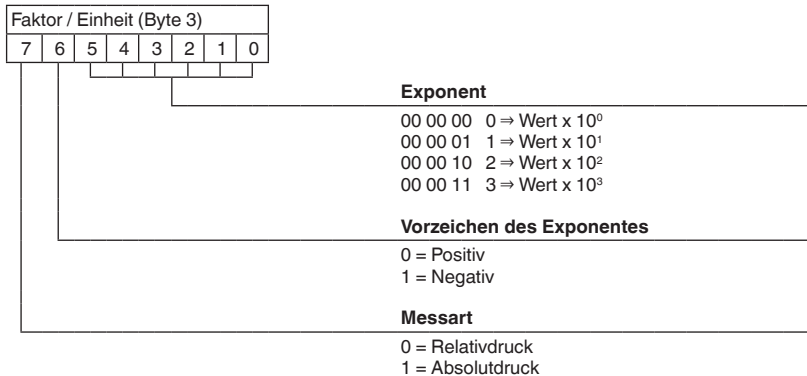 Faktor / Einheit (Byte 3)
7 6 5 4 3 2 1 0
Exponent
00 00 00 0 ⇒ Wert x 10⁰
00 00 01 1 ⇒ Wert x 10¹
00 00 10 2 ⇒ Wert x 10²
00 00 11 3 ⇒ Wert x 10³
Vorzeichen des Exponentes
0 = Positiv
1 = Negativ
Messart
0 = Relativdruck
1 = Absolutdruck